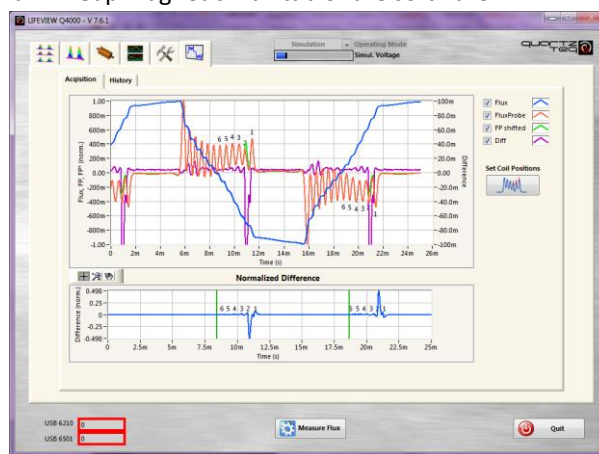 LIFEVIEW Q4000 - V 7.6.1
Simulation
Operating Mode
Simul. Voltage
QUARTZ TEQ
Acqisition
History
Flux, FP, FP* (norm.)
1.00
800m
600m
400m
200m
0.00
-200m
-400m
-600m
-800m
-1.00
6 5 4 3 2 1
6 5 4 3 2 1
0 2m 4m 6m 8m 10m 12m 14m 16m 18m 20m 22m 24m 26m
Time (s)
100m
80.0m
60.0m
40.0m
20.0m
0.00
-20.0m
-40.0m
-60.0m
-80.0m
-100m
Difference
Flux
FluxProbe
FP shifted
Diff
Set Coil Positions
Normalized Difference
Difference (norm.)
0.498
0.25
0
-0.25
-0.498
6 5 4 3 2 1
6 5 4 3 2 1
0 2.5m 5m 7.5m 10m 12.5m 15m 17.5m 20m 22.5m 25m
Time (s)
USB 6210 0
USB 6501 0
Measure Flux
Quit